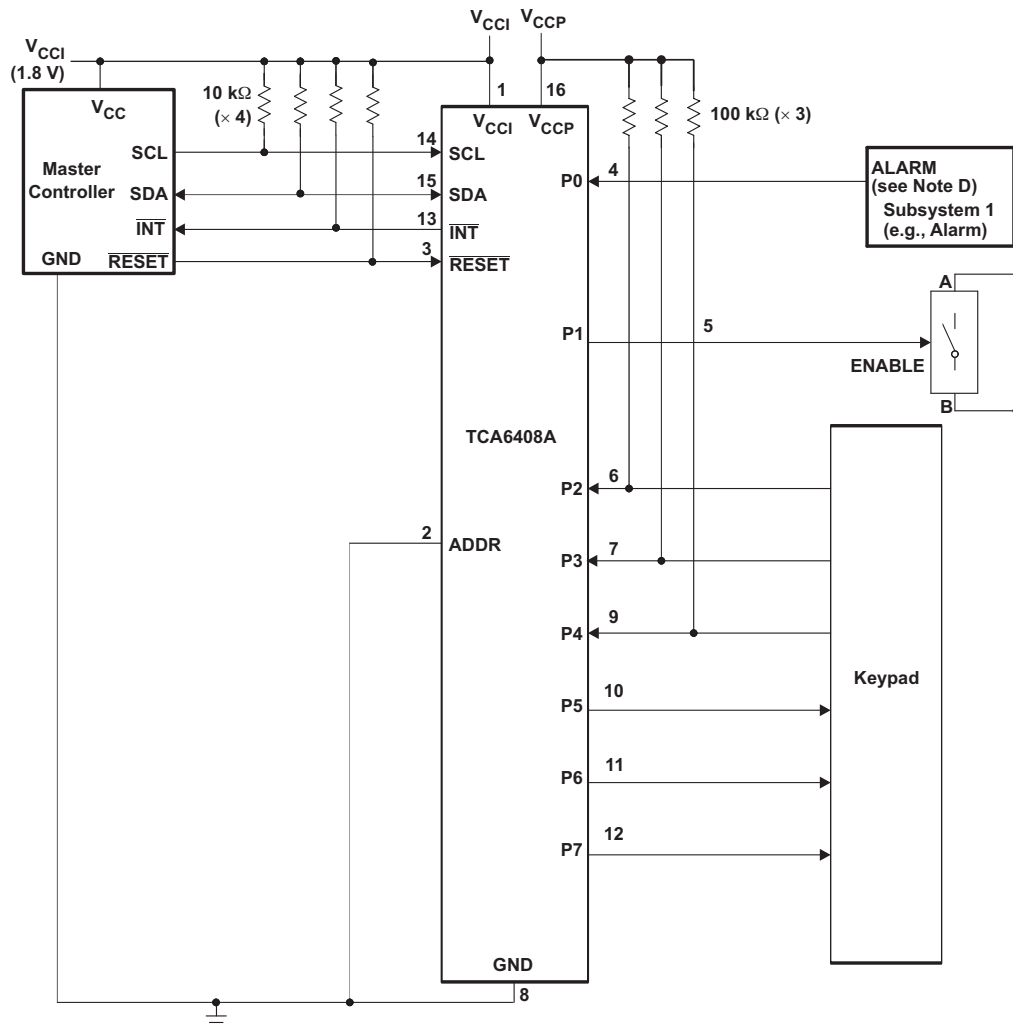 VCCI VCCP
VCCI
(1.8 V)
VCC
10 kΩ
(× 4)
1 16
VCCI VCCP
100 kΩ (× 3)
Master
Controller
SCL
14
SCL
SDA
15
SDA
INT
13
INT
RESET
3
RESET
GND
P0
4
ALARM
(see Note D)
Subsystem 1
(e.g., Alarm)
A
P1
5
ENABLE
B
TCA6408A
P2
6
2
ADDR
P3
7
P4
9
Keypad
P5
10
P6
11
P7
12
GND
8